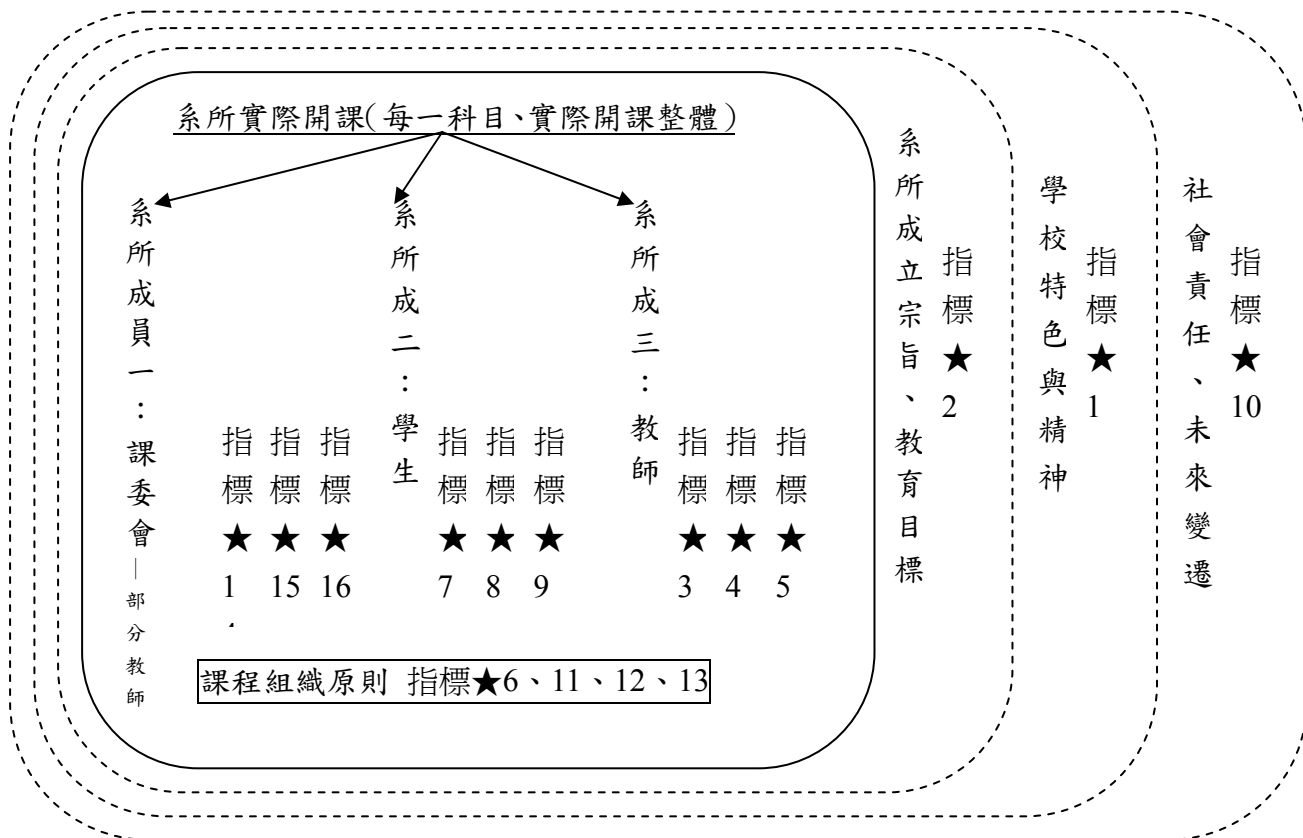 系所實際開課(每一科目、實際開課整體)
系所成員一：課委會—部分教師
指標★1
指標★15
指標★16
系所成二：學生
指標★7
指標★8
指標★9
系所成三：教師
指標★3
指標★4
指標★5
課程組織原則 指標★6、11、12、13
系所成立宗旨、教育目標
指標★2
學校特色與精神
指標★1
社會責任、未來變遷
指標★10